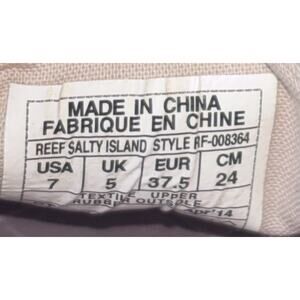 MADE IN CHINA
FABRIQUE EN CHINE
REEF SALTY ISLAND STYLE RF-008364
USA UK EUR CM
7 5 37.5 24
TEXTILE UPPER
RUBBER OUTSOLE